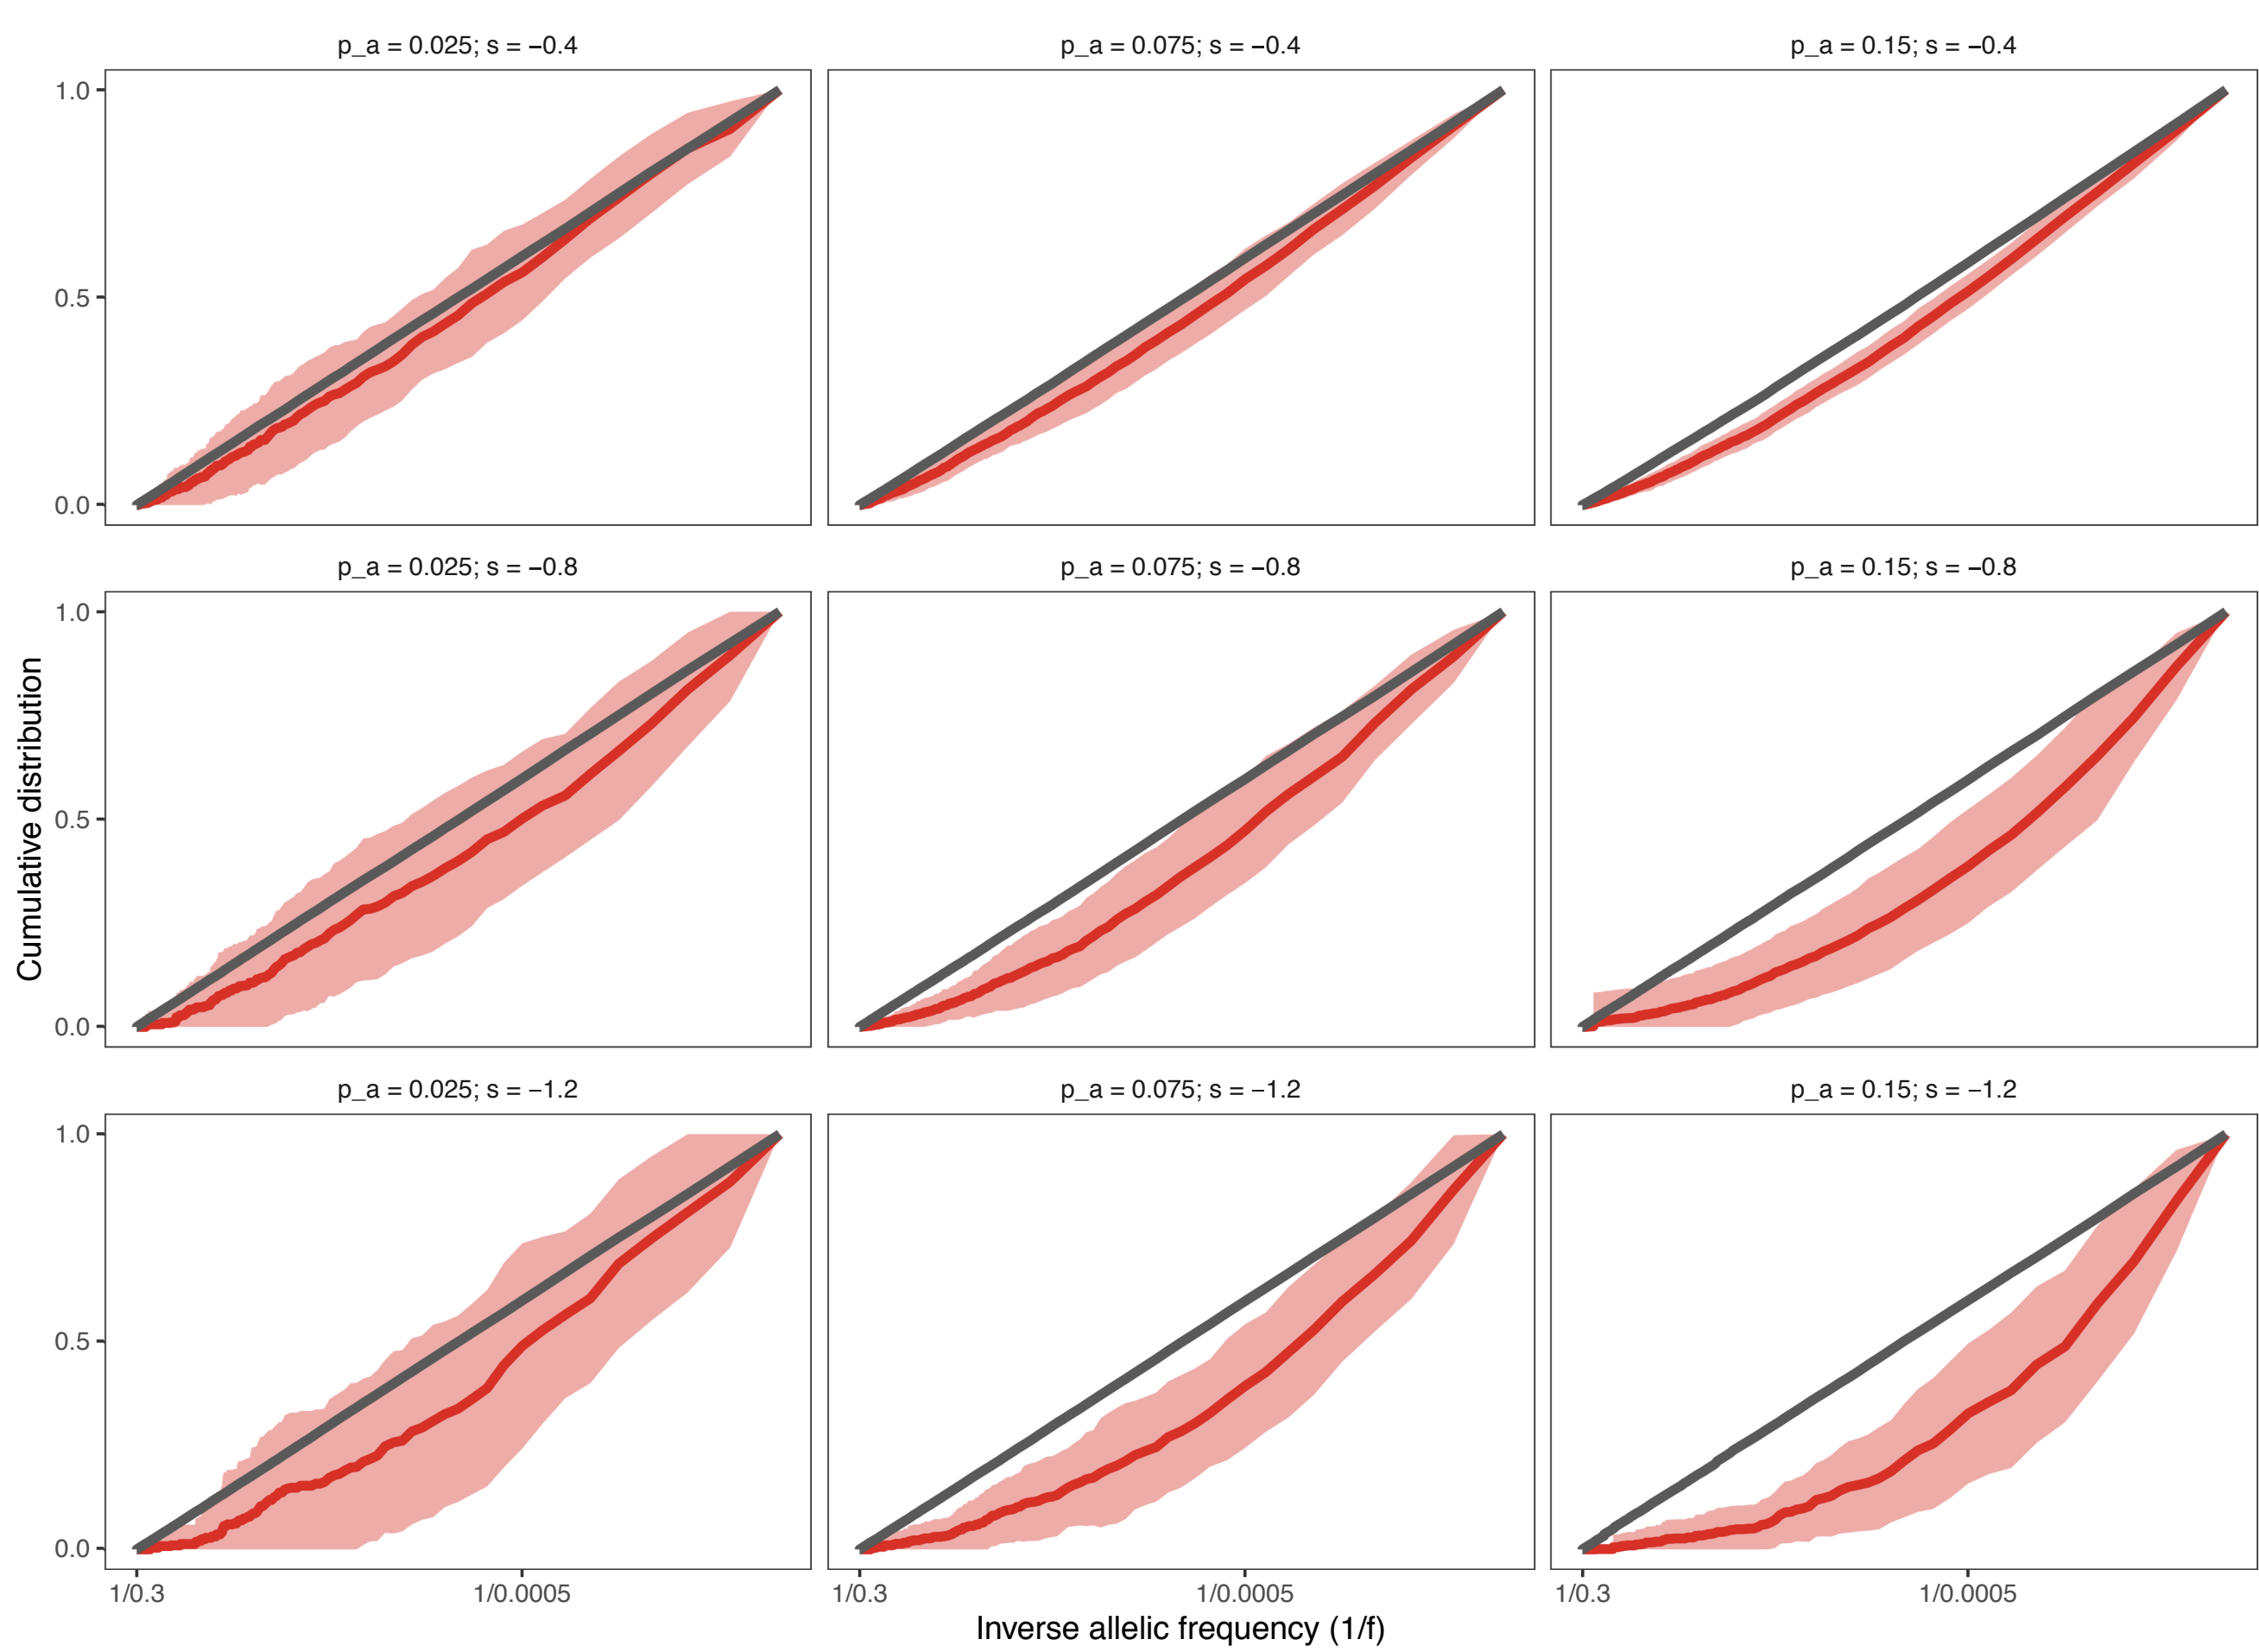 p_a = 0.025; s = −0.4
p_a = 0.075; s = −0.4
p_a = 0.15; s = −0.4
1.0
0.5
0.0
p_a = 0.025; s = −0.8
p_a = 0.075; s = −0.8
p_a = 0.15; s = −0.8
1.0
0.5
0.0
Cumulative distribution
p_a = 0.025; s = −1.2
p_a = 0.075; s = −1.2
p_a = 0.15; s = −1.2
1.0
0.5
0.0
1/0.3
1/0.0005
1/0.3
1/0.0005
1/0.3
1/0.0005
Inverse allelic frequency (1/f)